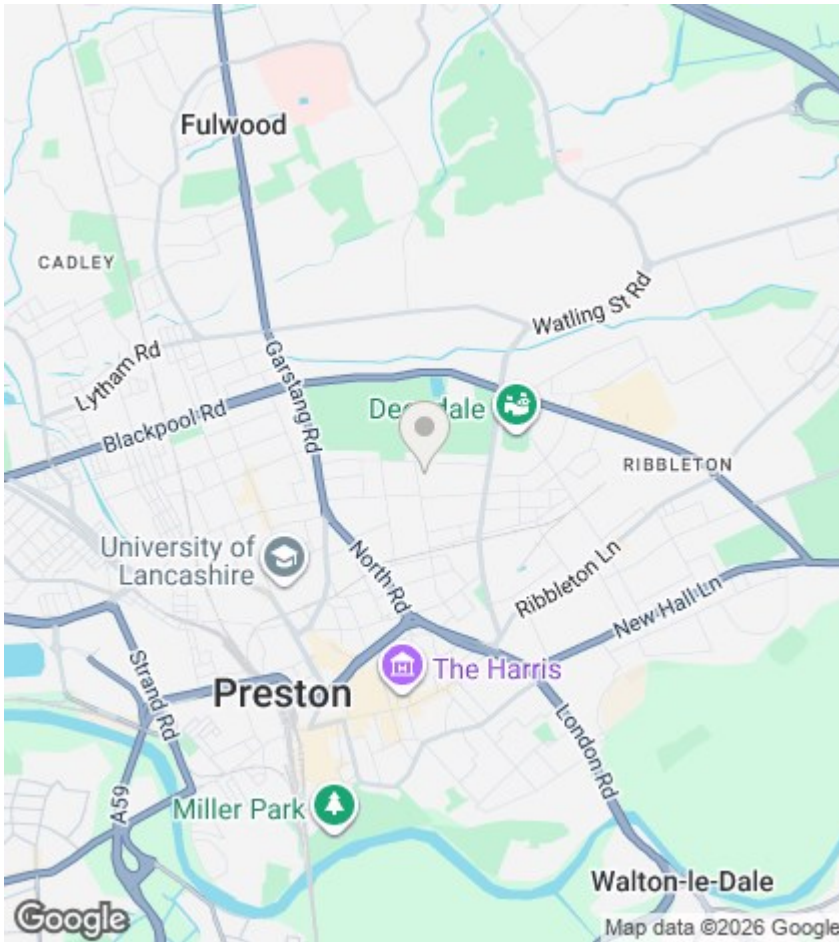 Fulwood
CADLEY
Watling St Rd
Lytham Rd
Garstang Rd
Blackpool Rd
RIBBLETON
University of
Lancashire
North Rd
Ribbleton Ln
New Hall Ln
The Harris
Strand Rd
Preston
London Rd
A59
Miller Park
Walton-le-Dale
Google
Map data ©2026 Google